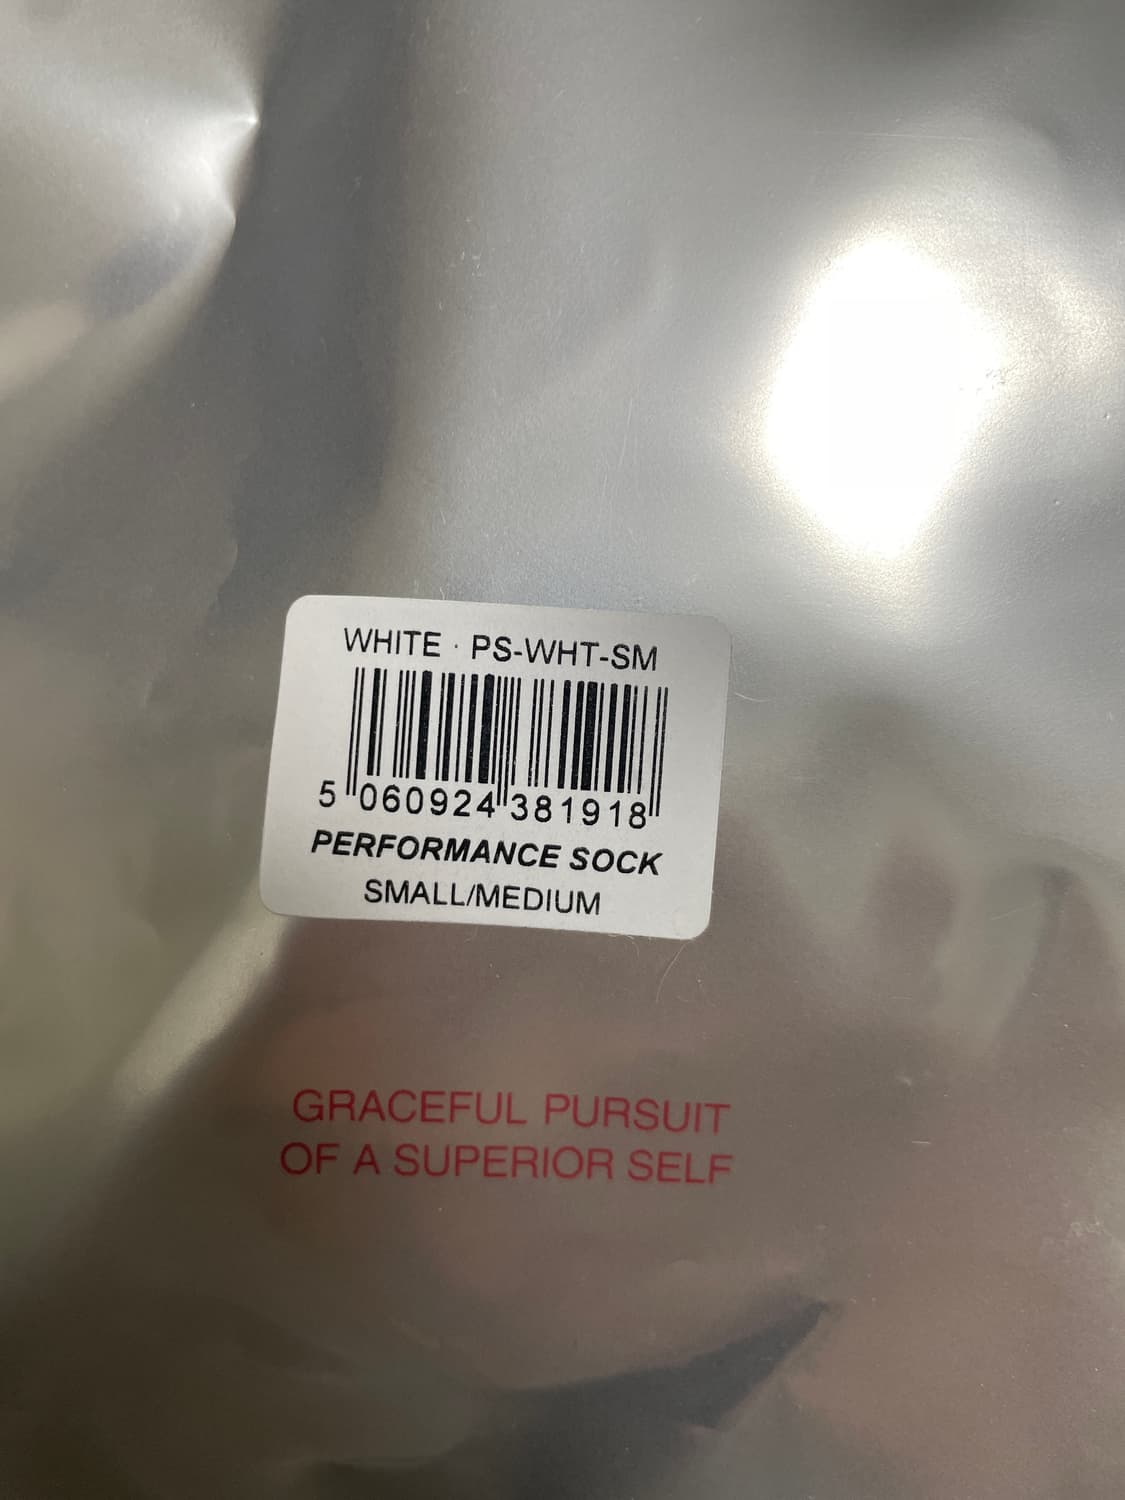 WHITE · PS-WHT-SM
5 060924 381918
PERFORMANCE SOCK
SMALL/MEDIUM
GRACEFUL PURSUIT
OF A SUPERIOR SELF